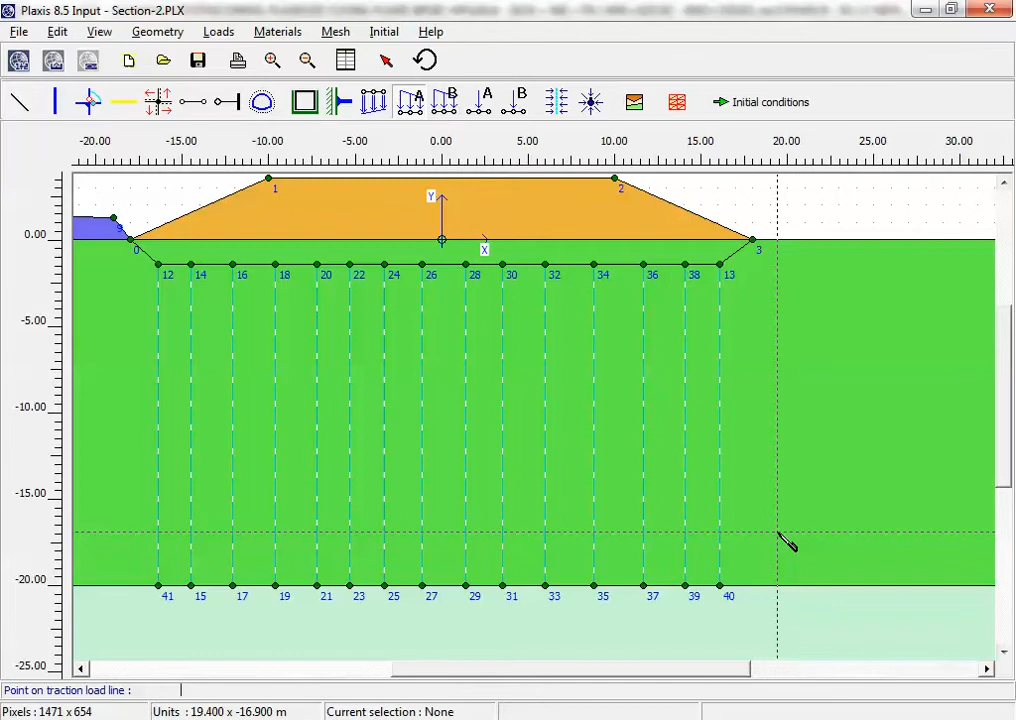 Plaxis 8.5 Input - Section-2.PLX
File Edit View Geometry Loads Materials Mesh Initial Help
A B A B Initial conditions
-20.00 -15.00 -10.00 -5.00 0.00 5.00 10.00 15.00 20.00 25.00 30.00
1 2
Y
9
0.00
0 X 3
12 14 16 18 20 22 24 26 28 30 32 34 36 38 13
-5.00
-10.00
-15.00
-20.00
41 15 17 19 21 23 25 27 29 31 33 35 37 39 40
-25.00
Point on traction load line :
Pixels : 1471 x 654 Units : 19.400 x -16.900 m Current selection : None